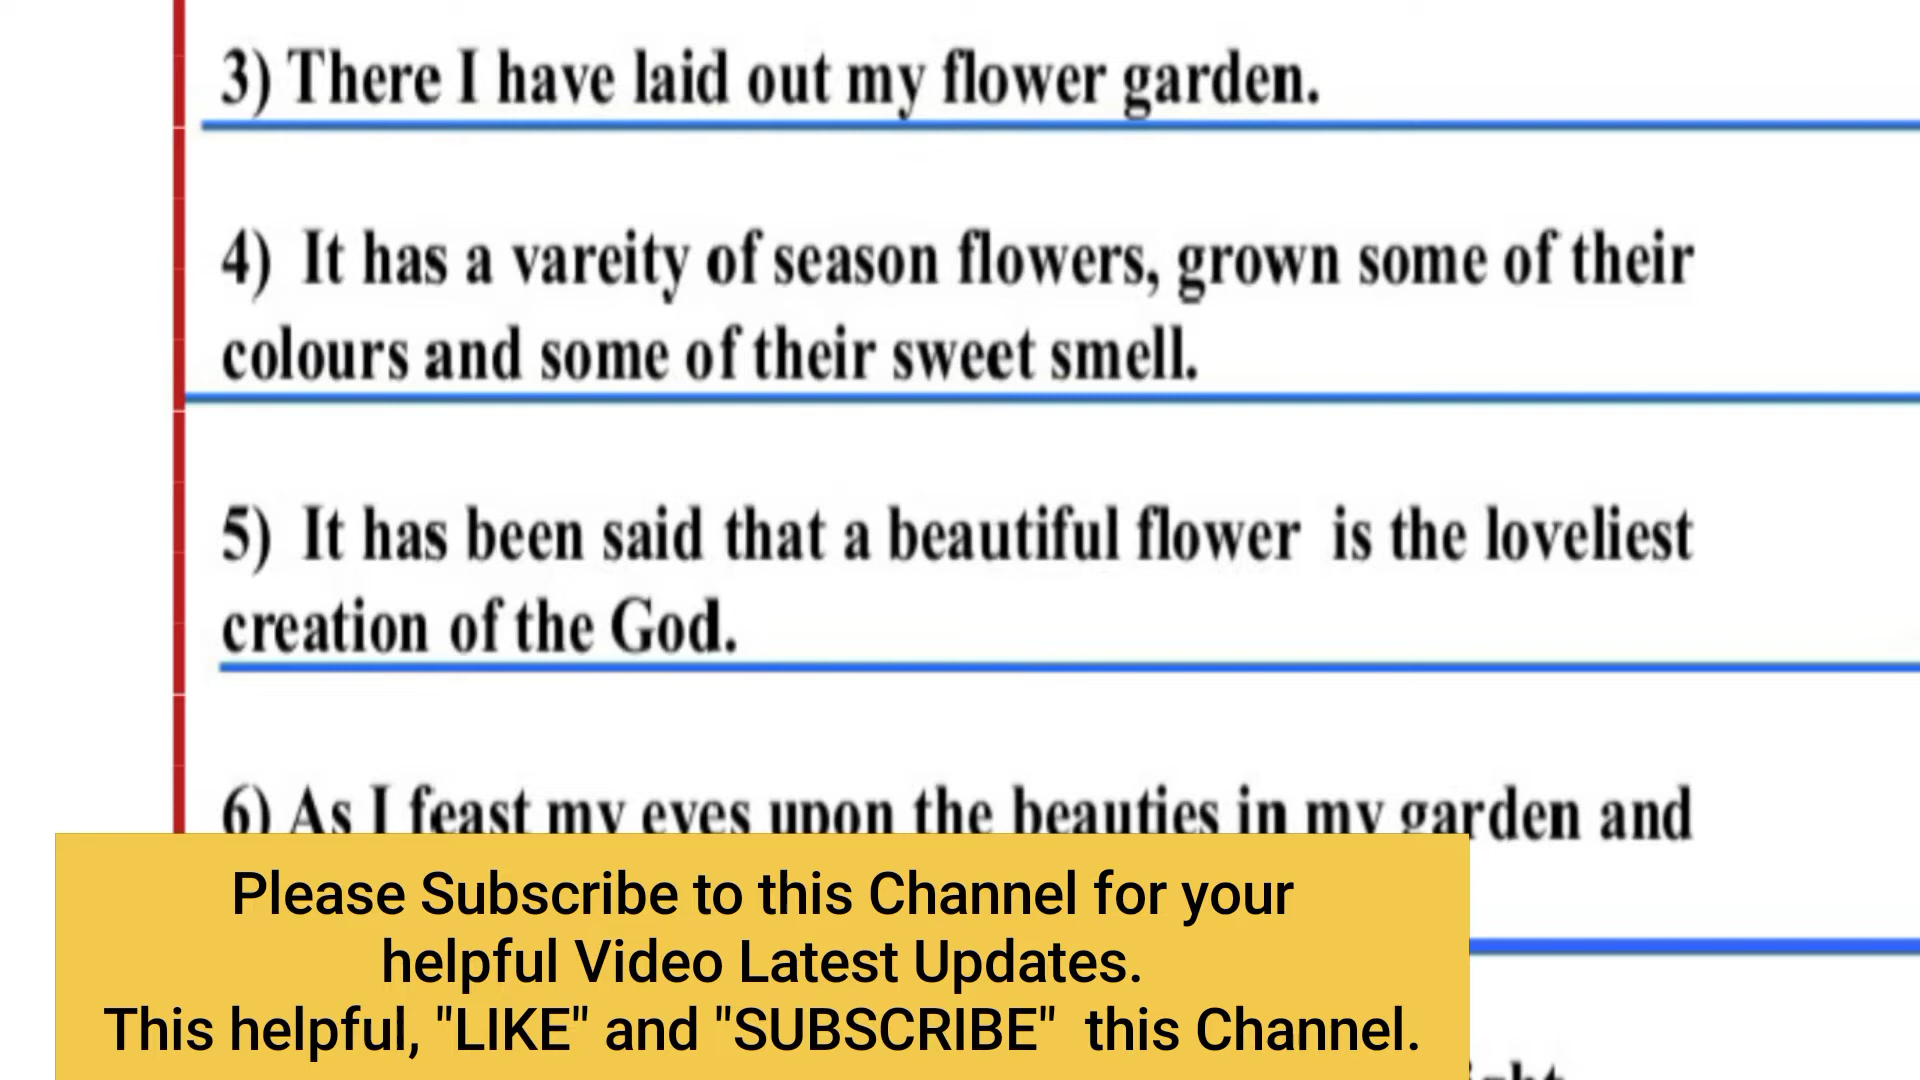 3) There I have laid out my flower garden.
4) It has a vareity of season flowers, grown some of their
colours and some of their sweet smell.
5) It has been said that a beautiful flower is the loveliest
creation of the God.
6) As I feast my eyes upon the beauties in my garden and
Please Subscribe to this Channel for your
helpful Video Latest Updates.
This helpful, "LIKE" and "SUBSCRIBE" this Channel.